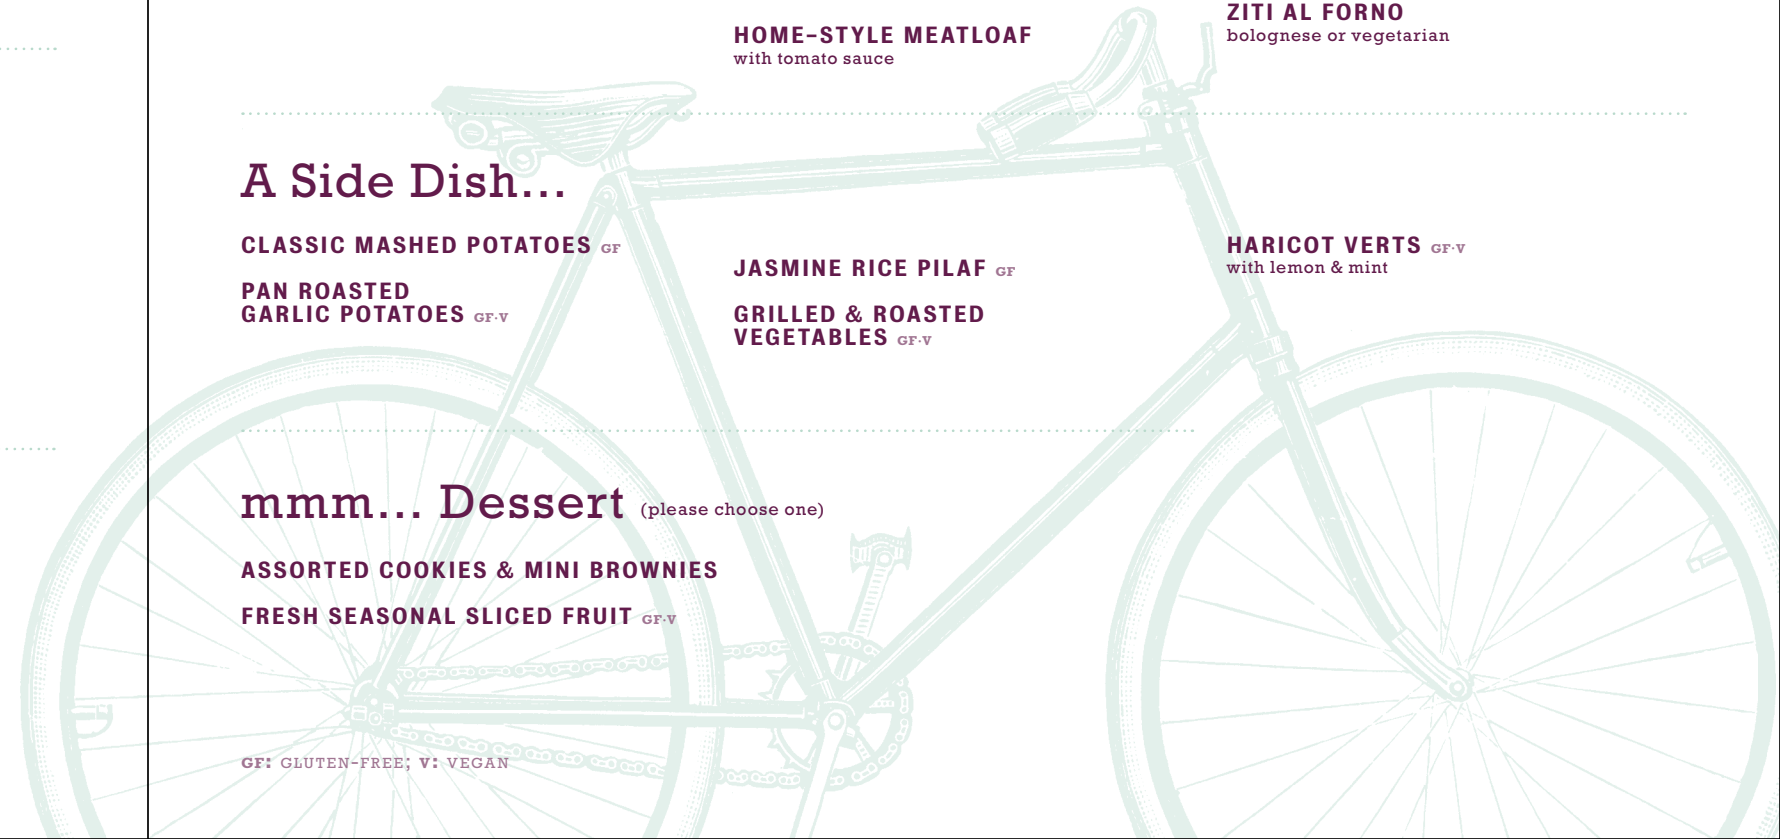 HOME-STYLE MEATLOAF
with tomato sauce
ZITI AL FORNO
bolognese or vegetarian
A Side Dish...
CLASSIC MASHED POTATOES GF
PAN ROASTED
GARLIC POTATOES GF·V
JASMINE RICE PILAF GF
GRILLED & ROASTED
VEGETABLES GF·V
HARICOT VERTS GF·V
with lemon & mint
mmm... Dessert (please choose one)
ASSORTED COOKIES & MINI BROWNIES
FRESH SEASONAL SLICED FRUIT GF·V
GF: GLUTEN-FREE; V: VEGAN